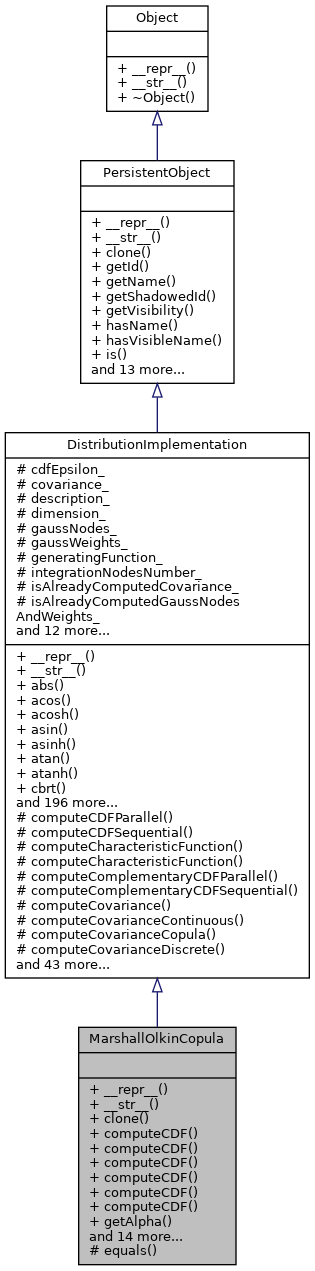 Object
+ __repr__()
+ __str__()
+ ~Object()
PersistentObject
+ __repr__()
+ __str__()
+ clone()
+ getId()
+ getName()
+ getShadowedId()
+ getVisibility()
+ hasName()
+ hasVisibleName()
+ is()
and 13 more...
DistributionImplementation
# cdfEpsilon_
# covariance_
# description_
# dimension_
# gaussNodes_
# gaussWeights_
# generatingFunction_
# integrationNodesNumber_
# isAlreadyComputedCovariance_
# isAlreadyComputedGaussNodes
AndWeights_
and 12 more...
+ __repr__()
+ __str__()
+ abs()
+ acos()
+ acosh()
+ asin()
+ asinh()
+ atan()
+ atanh()
+ cbrt()
and 196 more...
# computeCDFParallel()
# computeCDFSequential()
# computeCharacteristicFunction()
# computeCharacteristicFunction()
# computeComplementaryCDFParallel()
# computeComplementaryCDFSequential()
# computeCovariance()
# computeCovarianceContinuous()
# computeCovarianceCopula()
# computeCovarianceDiscrete()
and 43 more...
MarshallOlkinCopula
+ __repr__()
+ __str__()
+ clone()
+ computeCDF()
+ computeCDF()
+ computeCDF()
+ computeCDF()
+ computeCDF()
+ computeCDF()
+ getAlpha()
and 14 more...
# equals()